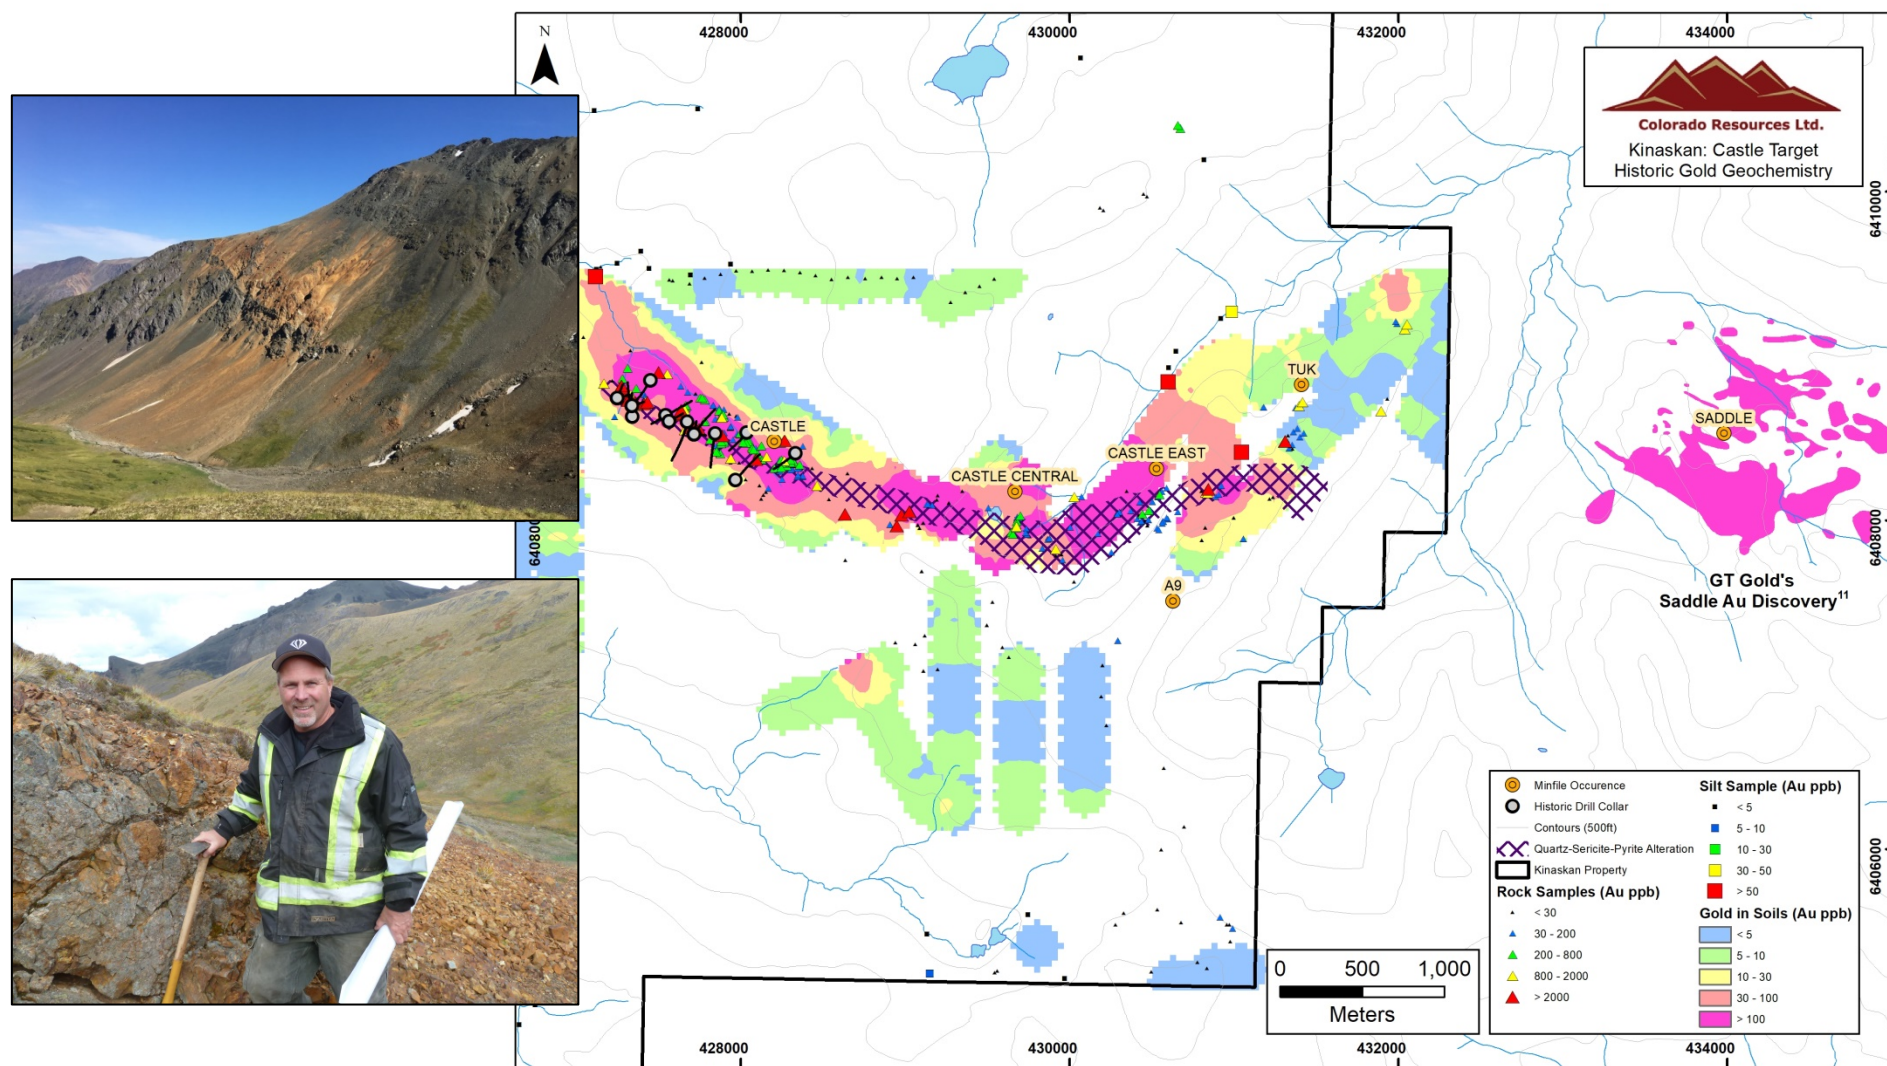 428000
430000
432000
434000
N
Colorado Resources Ltd.
Kinaskan: Castle Target
Historic Gold Geochemistry
6410000
TUK
CASTLE
SADDLE
CASTLE EAST
CASTLE CENTRAL
6408000
6408000
A9
GT Gold's
Saddle Au Discovery11
Minfile Occurence
Historic Drill Collar
Contours (500ft)
Quartz-Sericite-Pyrite Alteration
Kinaskan Property
Rock Samples (Au ppb)
< 30
30 - 200
200 - 800
800 - 2000
> 2000
Silt Sample (Au ppb)
< 5
5 - 10
10 - 30
30 - 50
> 50
Gold in Soils (Au ppb)
< 5
5 - 10
10 - 30
30 - 100
> 100
6406000
0 500 1,000
Meters
428000
430000
432000
434000